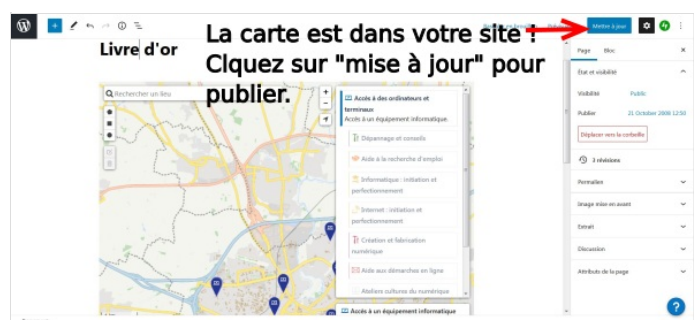 La carte est dans votre site !
Clquez sur "mise à jour" pour
publier.
Mettre à jour
Livre d'or
Rechercher un lieu
Accès à des ordinateurs et
terminaux
Accès à un équipement informatique.
Dépannage et conseils
Aide à la recherche d'emploi
Informatique : initiation et
perfectionnement
Internet : initiation et
perfectionnement
Création et fabrication
numérique
Aide aux démarches en ligne
Ateliers cultures du numérique
Accès à un équipement informatique
Page Bloc
État et visibilité
Visibilité Public
Publier 21 October 2008 12:50
Déplacer vers la corbeille
3 révisions
Permalien
Image mise en avant
Extrait
Discussion
Attributs de la page